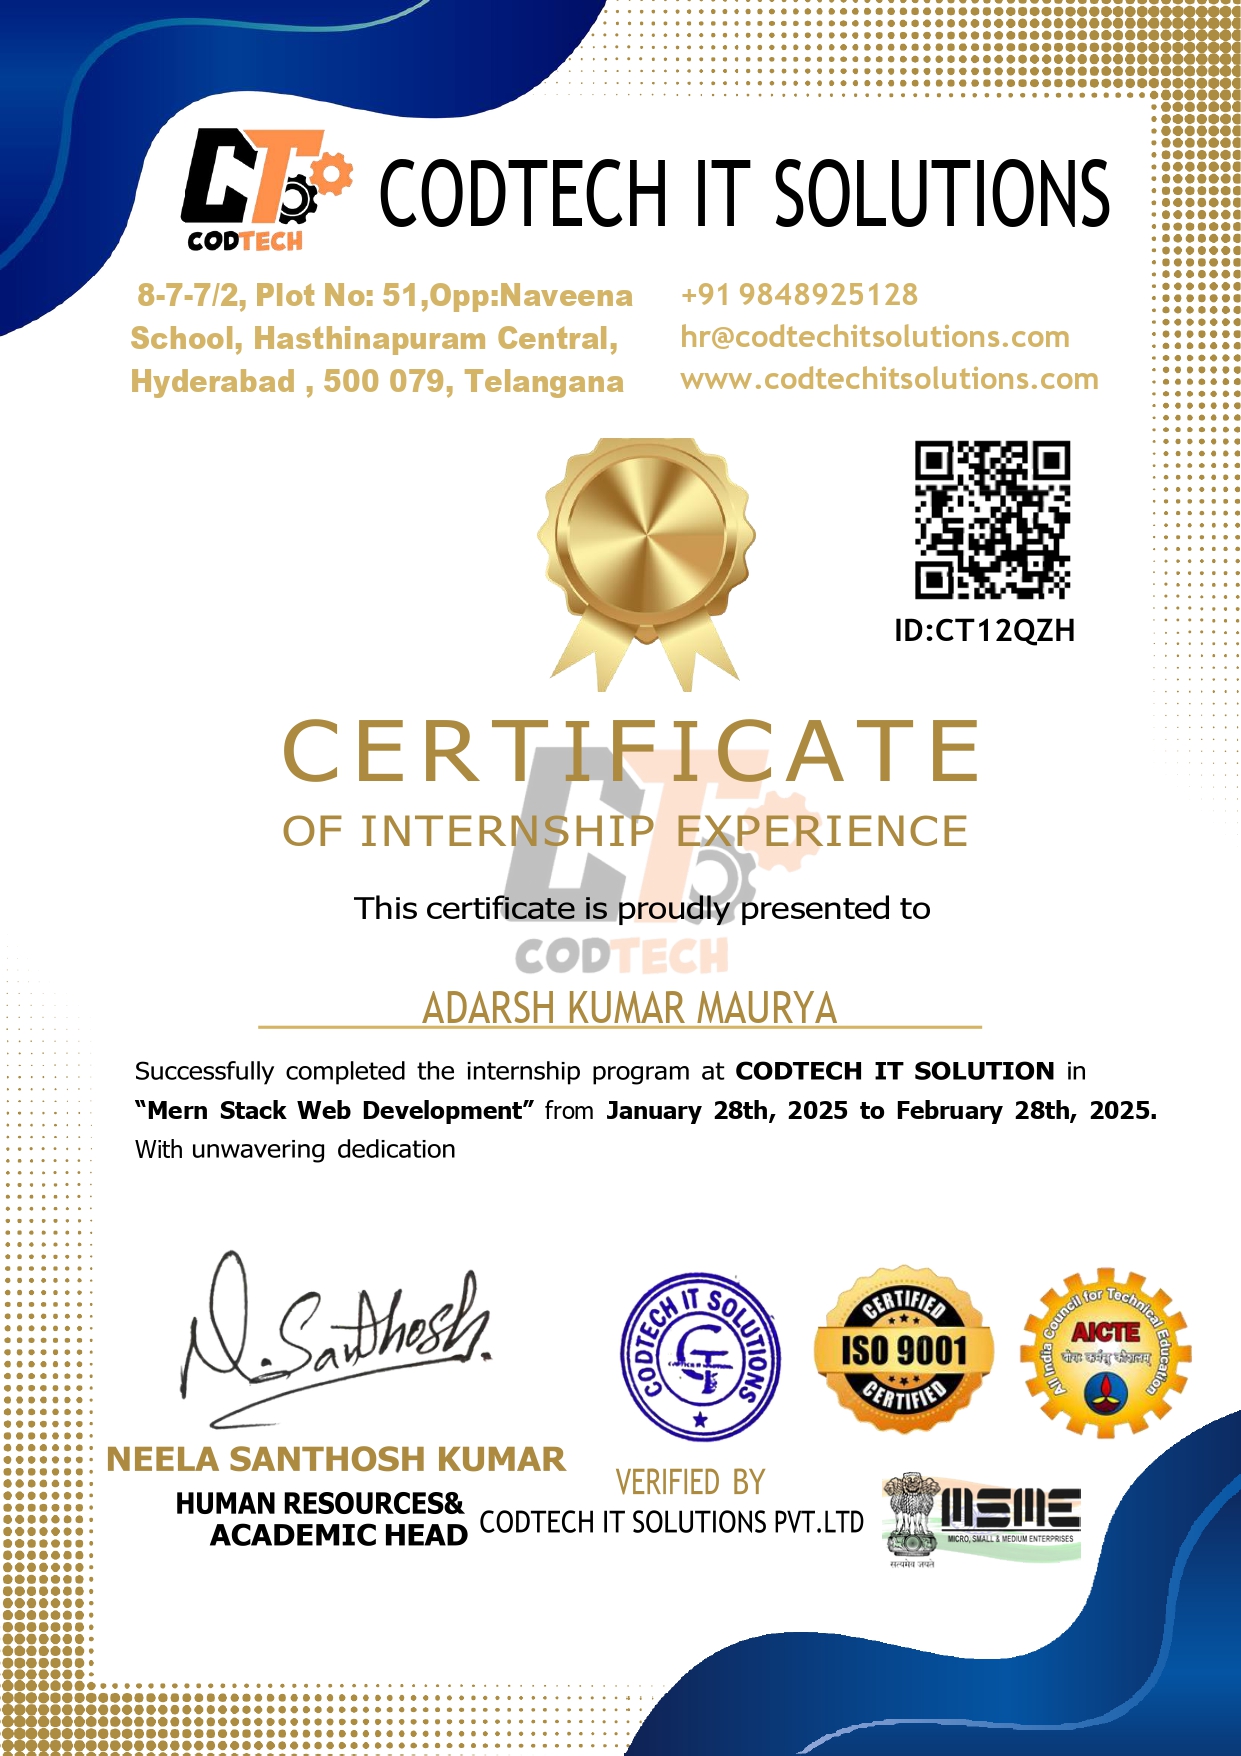 CT
CODTECH
CODTECH IT SOLUTIONS
8-7-7/2, Plot No: 51,Opp:Naveena
School, Hasthinapuram Central,
Hyderabad , 500 079, Telangana
+91 9848925128
hr@codtechitsolutions.com
www.codtechitsolutions.com
ID:CT12QZH
CERTIFICATE
OF INTERNSHIP EXPERIENCE
This certificate is proudly presented to
CT
CODTECH
ADARSH KUMAR MAURYA
Successfully completed the internship program at CODTECH IT SOLUTION in
“Mern Stack Web Development” from January 28th, 2025 to February 28th, 2025.
With unwavering dedication
N.Santhosh.
NEELA SANTHOSH KUMAR
HUMAN RESOURCES&
ACADEMIC HEAD
CODTECH IT SOLUTIONS
CT
VERIFIED BY
CODTECH IT SOLUTIONS PVT.LTD
CERTIFIED
ISO 9001
CERTIFIED
All India Council for Technical Education
AICTE
योगः कर्मसु कौशलम्
MSME
MICRO, SMALL & MEDIUM ENTERPRISES
सत्यमेव जयते